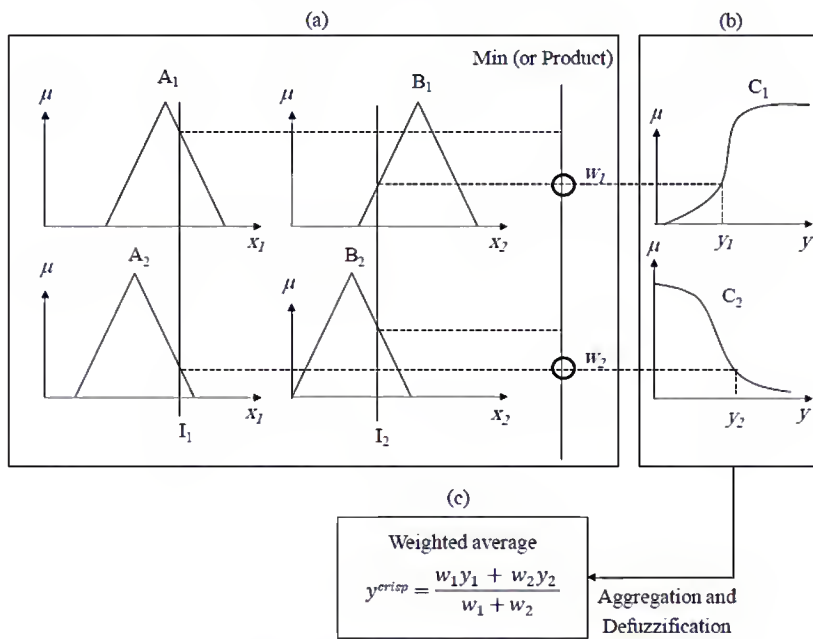 (a)
(b)
Min (or Product)
A₁
B₁
C₁
μ
μ
μ
w₁
x₁
x₂
y₁
y
A₂
B₂
C₂
μ
μ
μ
w₂
x₁
x₂
y₂
y
I₁
I₂
(c)
Weighted average
y^crisp = (w₁y₁ + w₂y₂) / (w₁ + w₂)
Aggregation and
Defuzzification